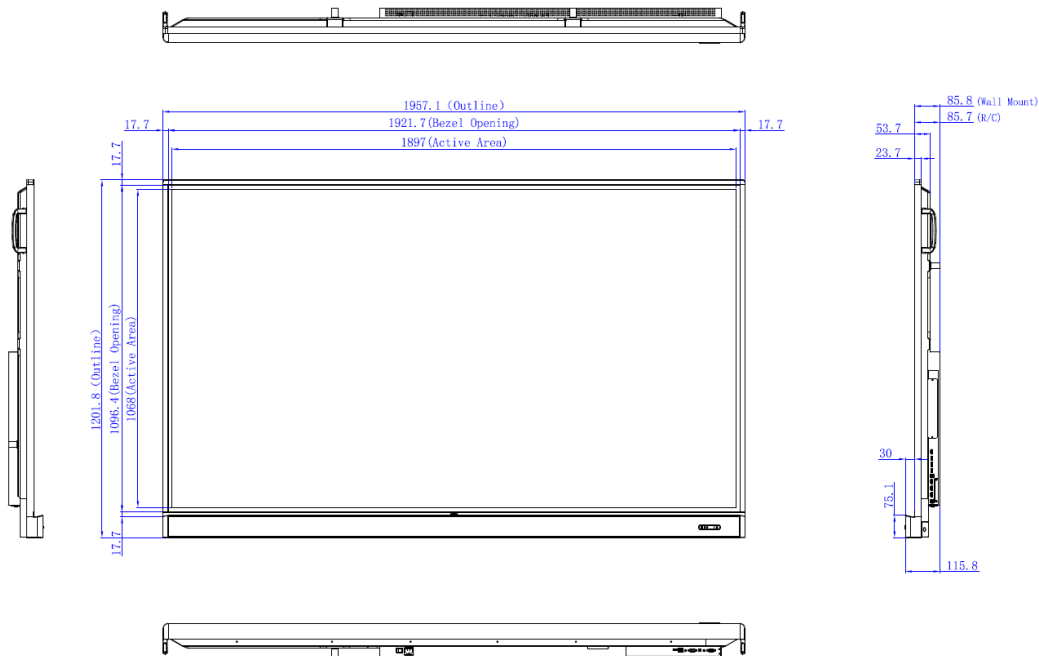 1957.1 (Outline)
17.7
1921.7(Bezel Opening)
17.7
1897(Active Area)
17.7
1201.8 (Outline)
1096.4(Bezel Opening)
1068(Active Area)
17.7
85.8 (Wall Mount)
85.7 (R/C)
53.7
23.7
30
75.1
115.8